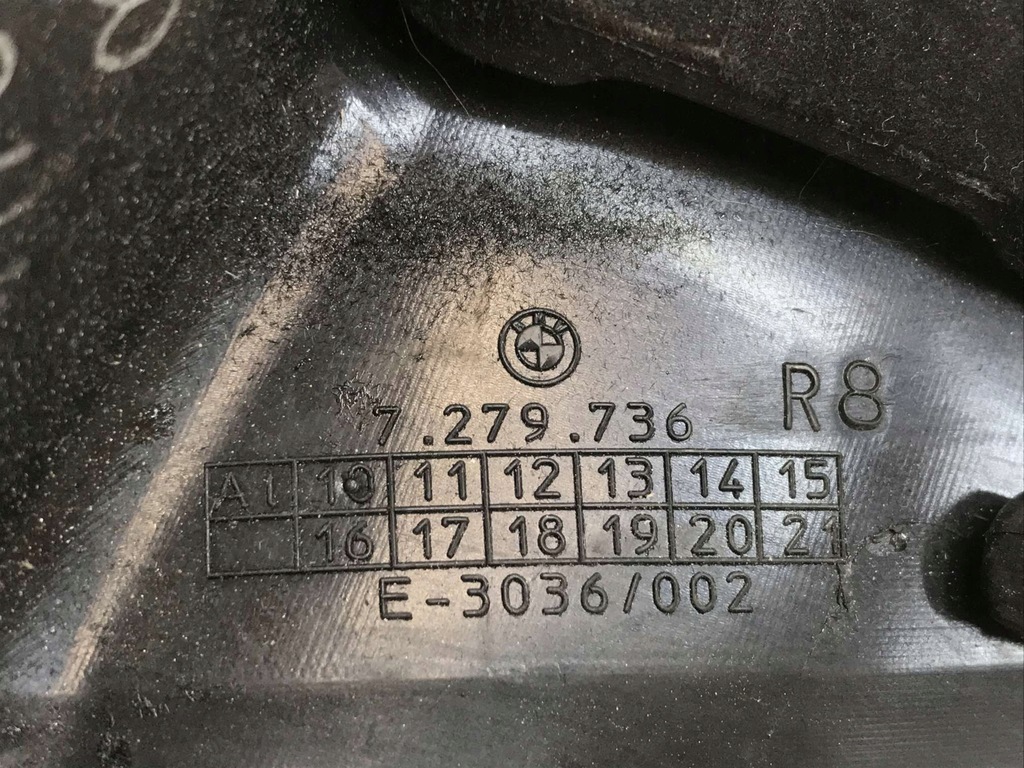 BMW
7.279.736
R8
AI 10 11 12 13 14 15
16 17 18 19 20 21
E-3036/002